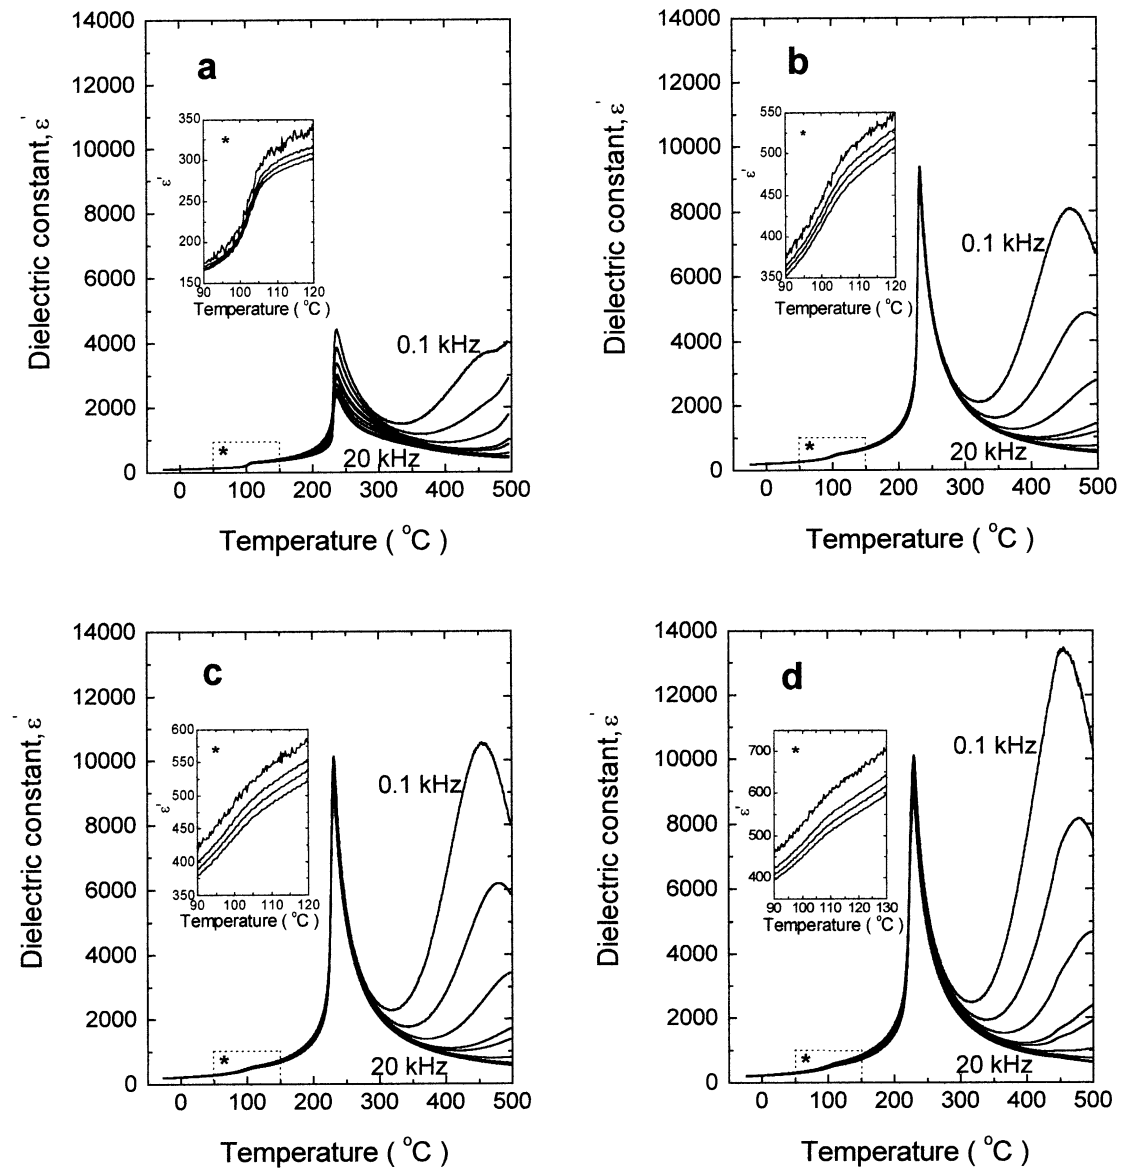 a
Dielectric constant, ε'
14000
12000
10000
8000
6000
4000
2000
0
0 100 200 300 400 500
Temperature ( °C )
0.1 kHz
20 kHz
*
*
ε'
350
300
250
200
150
90 100 110 120
Temperature ( °C )
b
Dielectric constant, ε'
14000
12000
10000
8000
6000
4000
2000
0
0 100 200 300 400 500
Temperature ( °C )
0.1 kHz
20 kHz
*
*
ε'
550
500
450
400
350
90 100 110 120
Temperature ( °C )
c
Dielectric constant, ε'
14000
12000
10000
8000
6000
4000
2000
0
0 100 200 300 400 500
Temperature ( °C )
0.1 kHz
20 kHz
*
*
ε'
600
550
500
450
400
350
90 100 110 120
Temperature ( °C )
d
Dielectric constant, ε'
14000
12000
10000
8000
6000
4000
2000
0
0 100 200 300 400 500
Temperature ( °C )
0.1 kHz
20 kHz
*
*
ε'
700
600
500
400
90 100 110 120 130
Temperature ( °C )